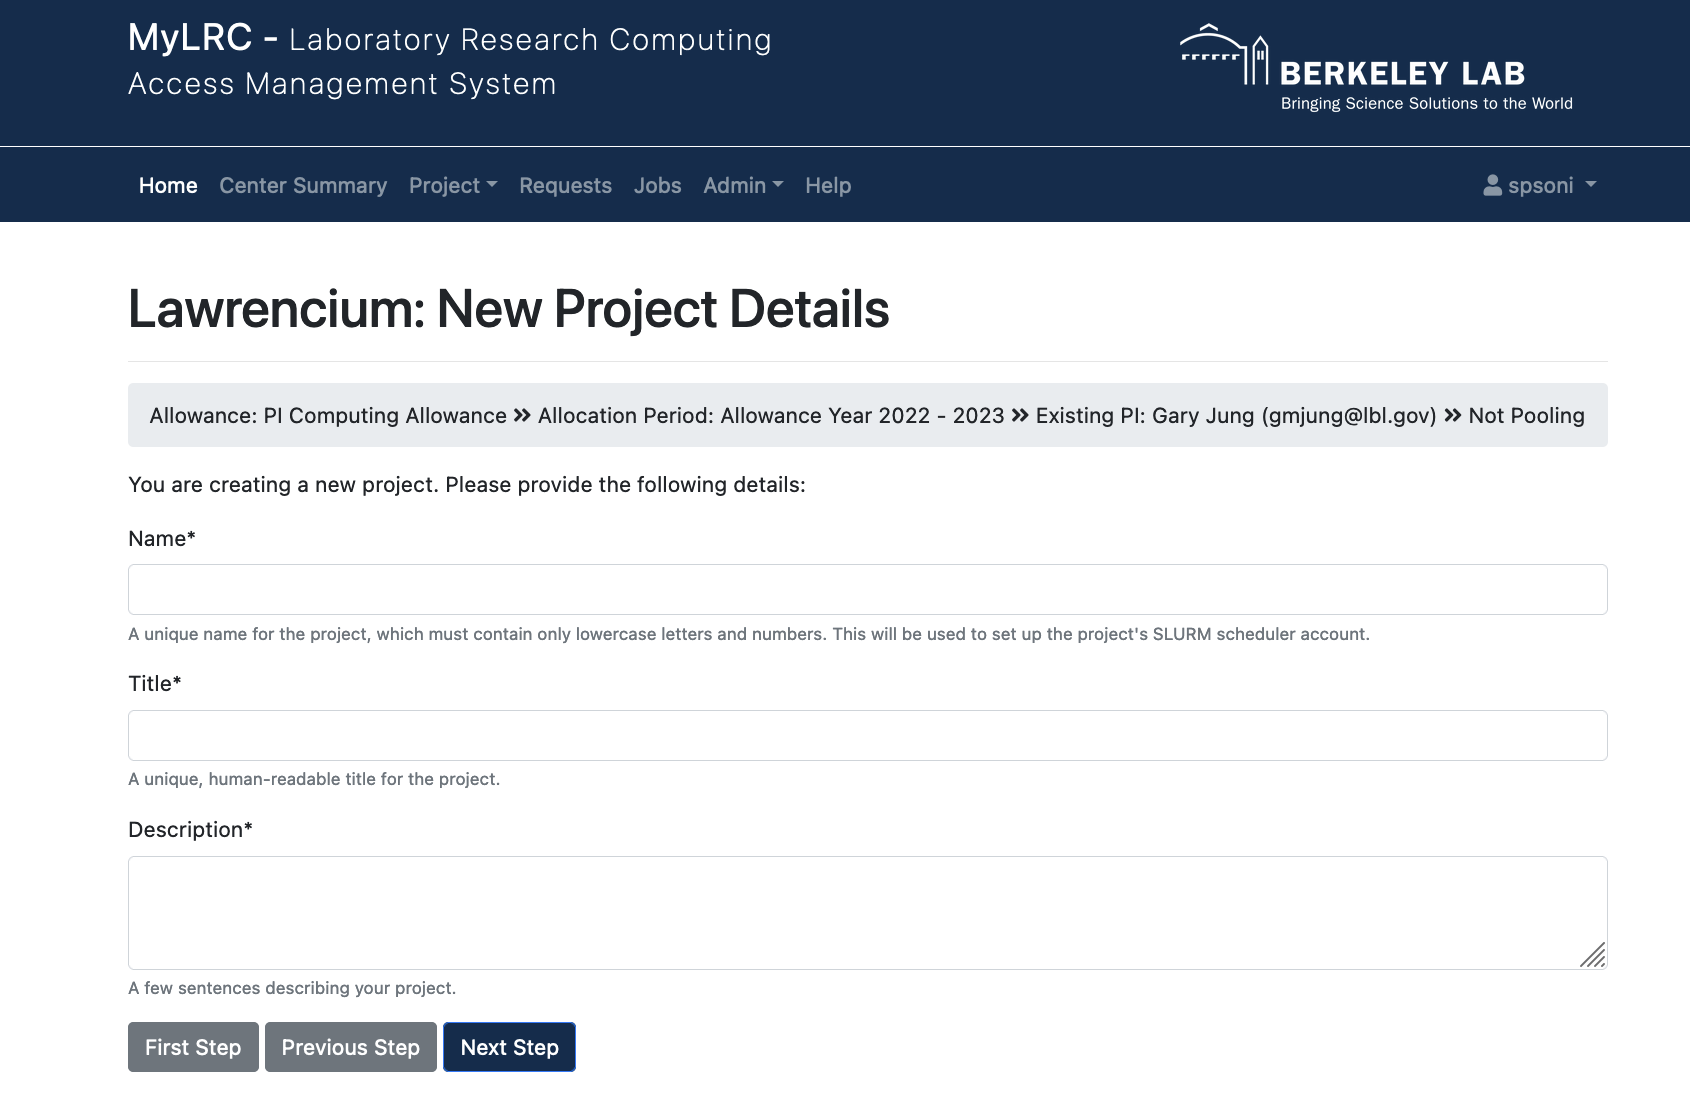 MyLRC - Laboratory Research Computing
Access Management System
BERKELEY LAB
Bringing Science Solutions to the World
Home Center Summary Project Requests Jobs Admin Help spsoni
Lawrencium: New Project Details
Allowance: PI Computing Allowance » Allocation Period: Allowance Year 2022 - 2023 » Existing PI: Gary Jung (gmjung@lbl.gov) » Not Pooling
You are creating a new project. Please provide the following details:
Name*
A unique name for the project, which must contain only lowercase letters and numbers. This will be used to set up the project's SLURM scheduler account.
Title*
A unique, human-readable title for the project.
Description*
A few sentences describing your project.
First Step Previous Step Next Step